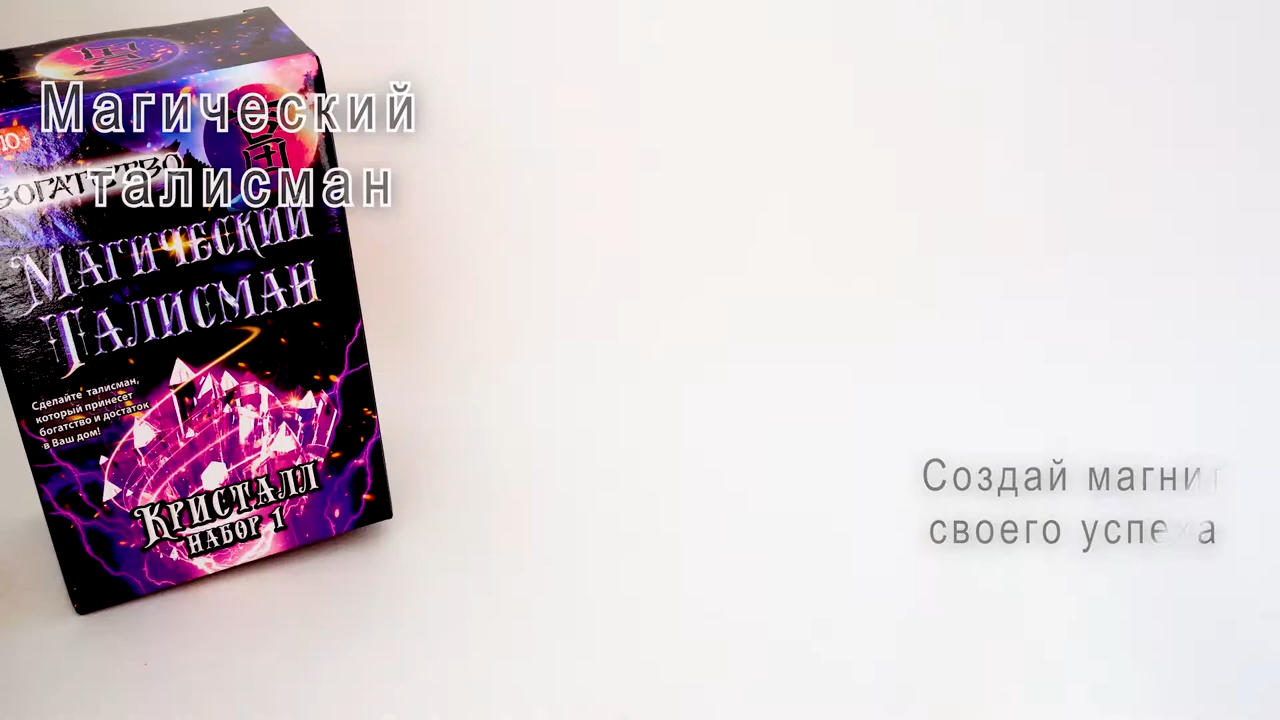 Магический
талисман
10+
БОГАТСТВО
МАГИЧЕСКИЙ
ТАЛИСМАН
Сделайте талисман,
который принесет
богатство и достаток
в Ваш дом!
КРИСТАЛЛ
НАБОР 1
Создай магнит
своего успеха